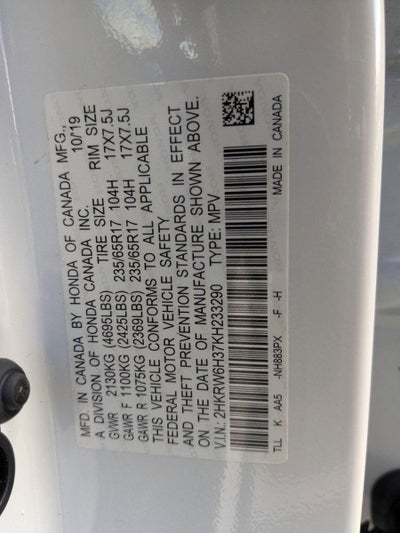 MFD. IN CANADA BY HONDA OF CANADA MFG.,
A DIVISION OF HONDA CANADA INC. 10/19
TIRE SIZE RIM SIZE
GVWR 2130KG (4695LBS)
GAWR F 1100KG (2425LBS) 235/65R17 104H 17X7.5J
GAWR R 1075KG (2369LBS) 235/65R17 104H 17X7.5J
THIS VEHICLE CONFORMS TO ALL APPLICABLE
FEDERAL MOTOR VEHICLE SAFETY
AND THEFT PREVENTION STANDARDS IN EFFECT
ON THE DATE OF MANUFACTURE SHOWN ABOVE.
V.I.N.: 2HKRW6H37KH233290 TYPE: MPV
TLL K AA5 -NH883PX -F -H MADE IN CANADA